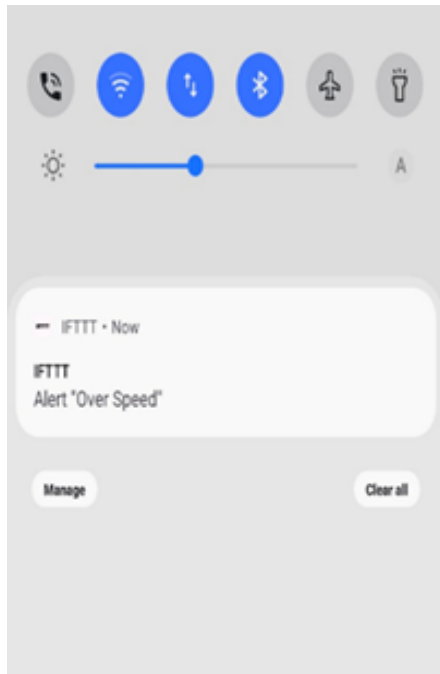 A
IFTTT • Now
IFTTT
Alert "Over Speed"
Manage
Clear all